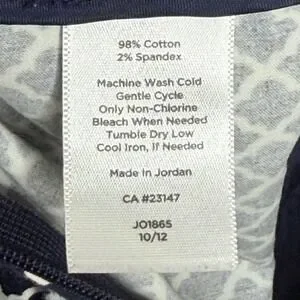 98% Cotton
2% Spandex
Machine Wash Cold
Gentle Cycle
Only Non-Chlorine
Bleach When Needed
Tumble Dry Low
Cool Iron, If Needed
Made in Jordan
CA #23147
JO1865
10/12